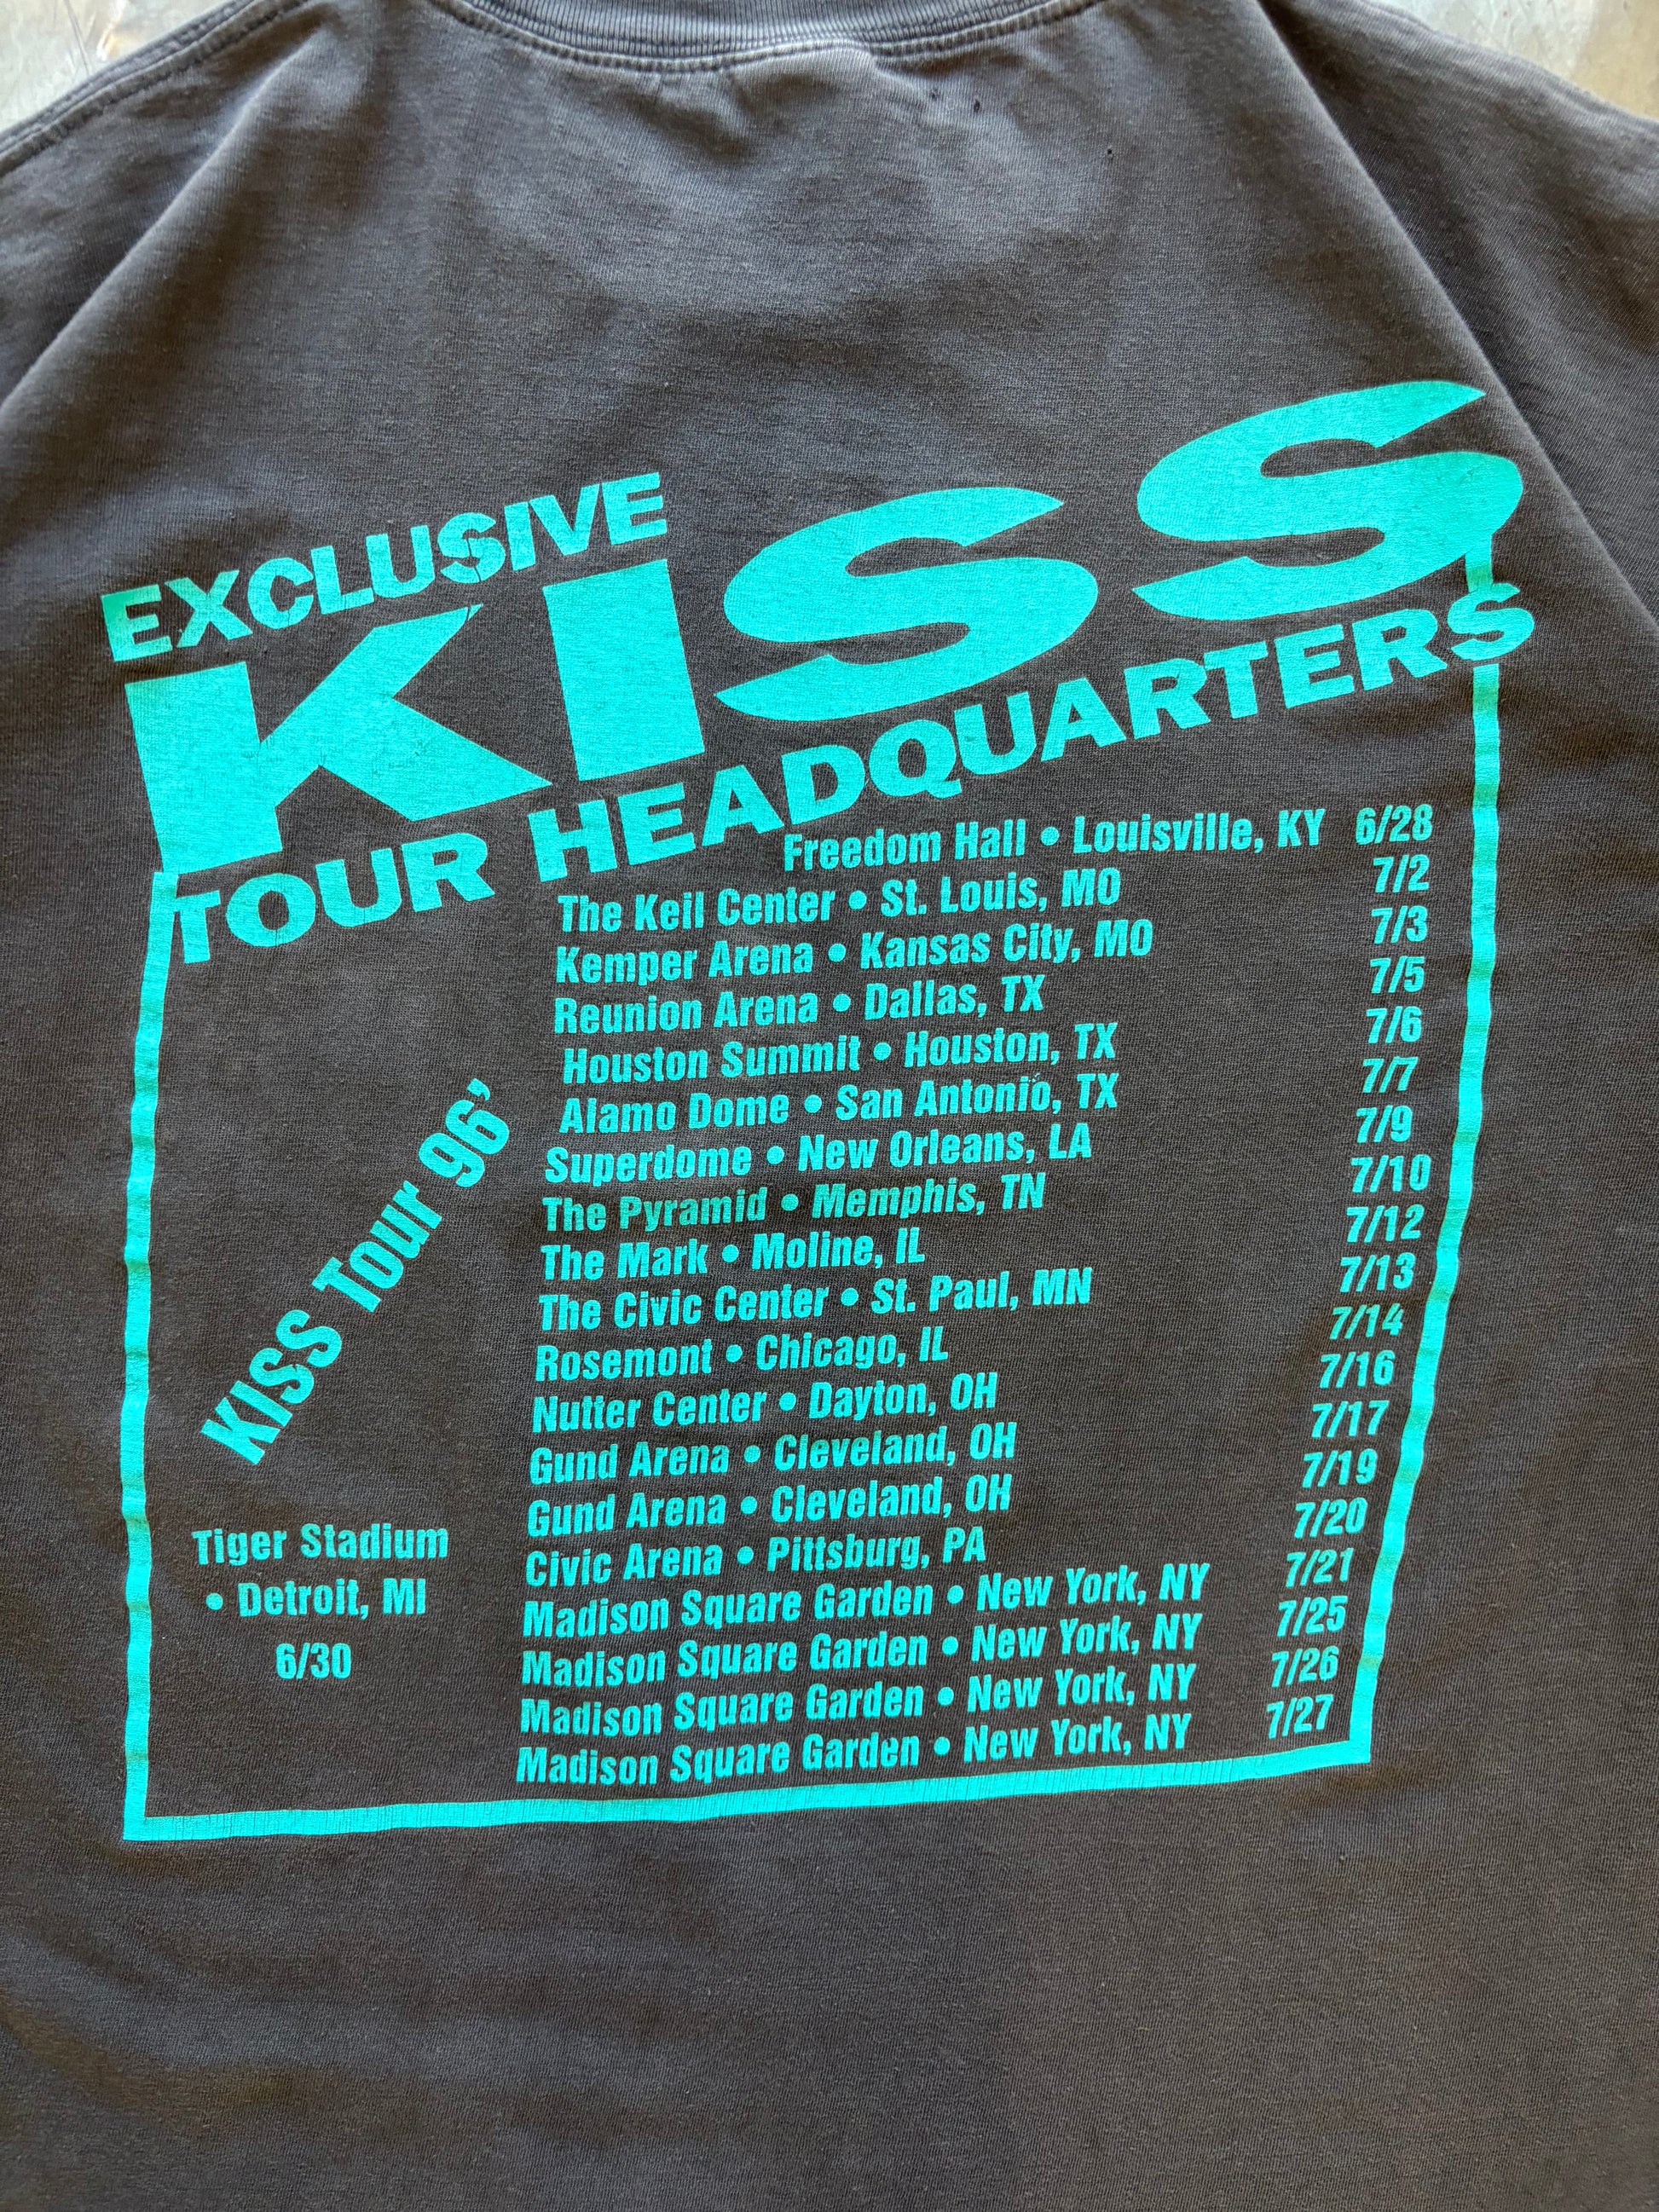 EXCLUSIVE
KISS
TOUR HEADQUARTERS
Freedom Hall • Louisville, KY 6/28
The Keil Center • St. Louis, MO 7/2
Kemper Arena • Kansas City, MO 7/3
Reunion Arena • Dallas, TX 7/5
Houston Summit • Houston, TX 7/6
Alamo Dome • San Antonio, TX 7/7
Superdome • New Orleans, LA 7/9
The Pyramid • Memphis, TN 7/10
The Mark • Moline, IL 7/12
The Civic Center • St. Paul, MN 7/13
Rosemont • Chicago, IL 7/14
Nutter Center • Dayton, OH 7/16
Gund Arena • Cleveland, OH 7/17
Gund Arena • Cleveland, OH 7/19
Civic Arena • Pittsburg, PA 7/20
Madison Square Garden • New York, NY 7/21
Madison Square Garden • New York, NY 7/25
Madison Square Garden • New York, NY 7/26
Madison Square Garden • New York, NY 7/27
KISS Tour 96'
Tiger Stadium
• Detroit, MI
6/30